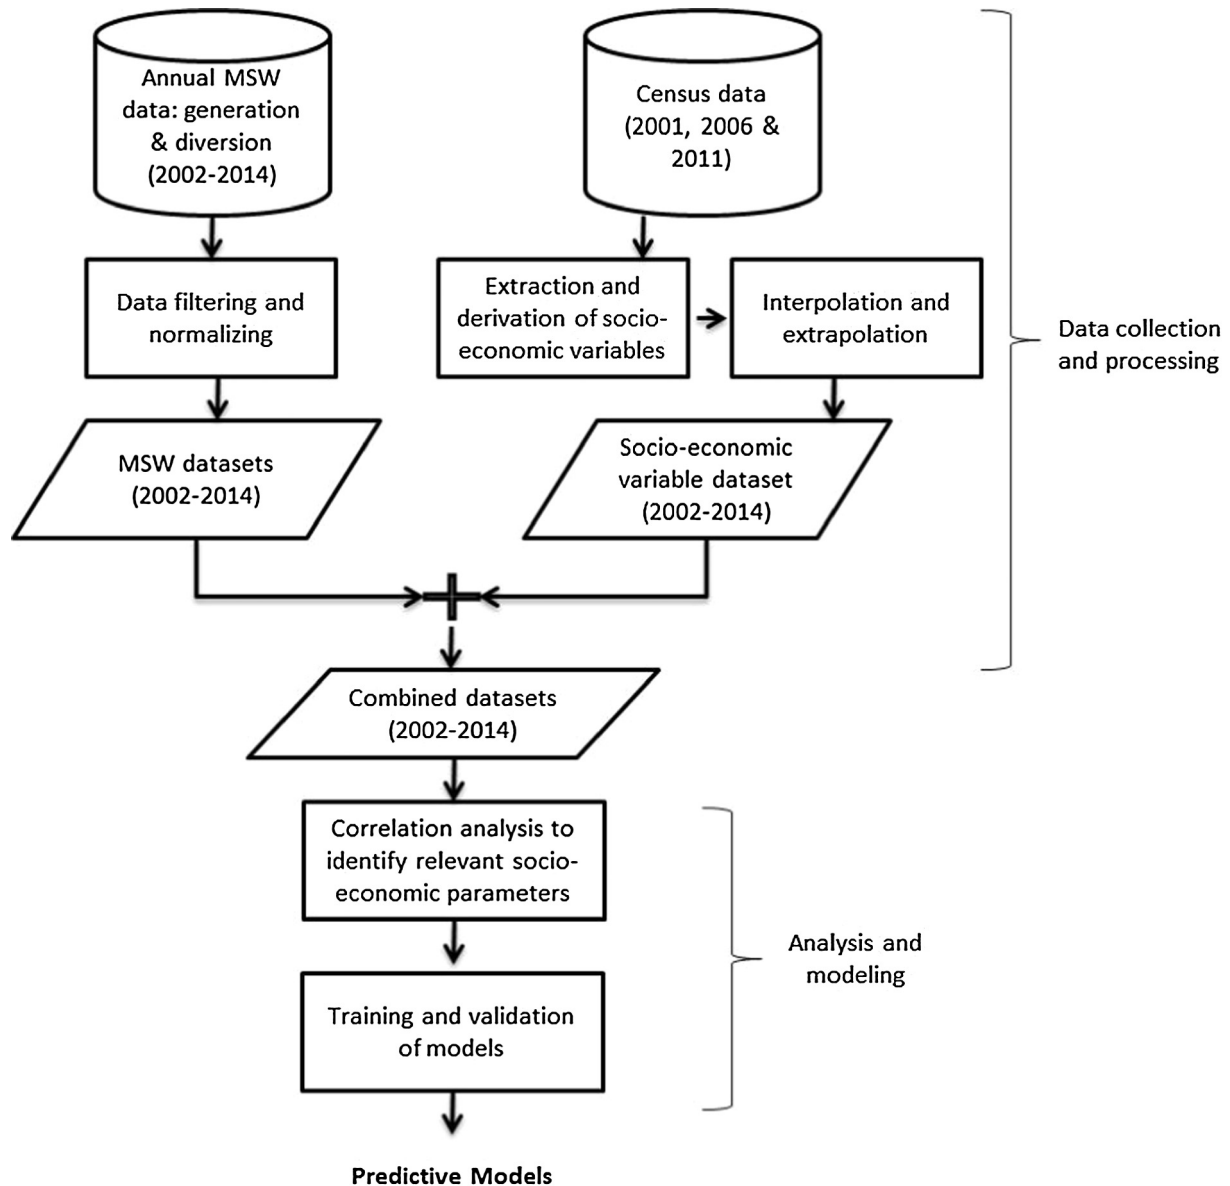 Annual MSW
data: generation
& diversion
(2002-2014)
Census data
(2001, 2006 &
2011)
Data filtering and
normalizing
Extraction and
derivation of socio-
economic variables
Interpolation and
extrapolation
Data collection
and processing
MSW datasets
(2002-2014)
Socio-economic
variable dataset
(2002-2014)
Combined datasets
(2002-2014)
Correlation analysis to
identify relevant socio-
economic parameters
Analysis and
modeling
Training and validation
of models
Predictive Models